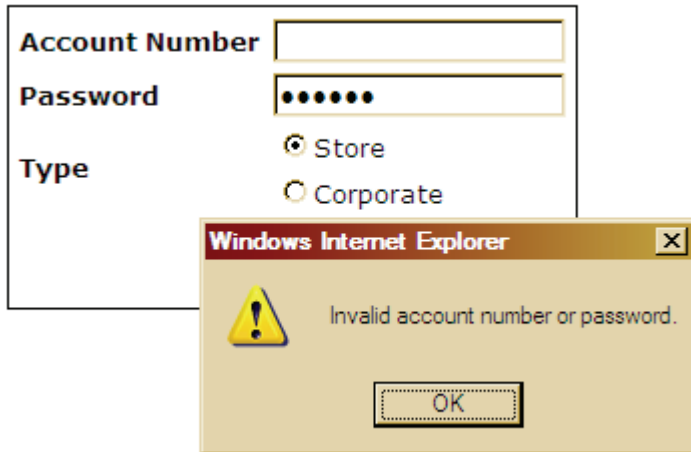 Account Number
Password ●●●●●●
Type
Store
Corporate
Windows Internet Explorer
Invalid account number or password.
OK